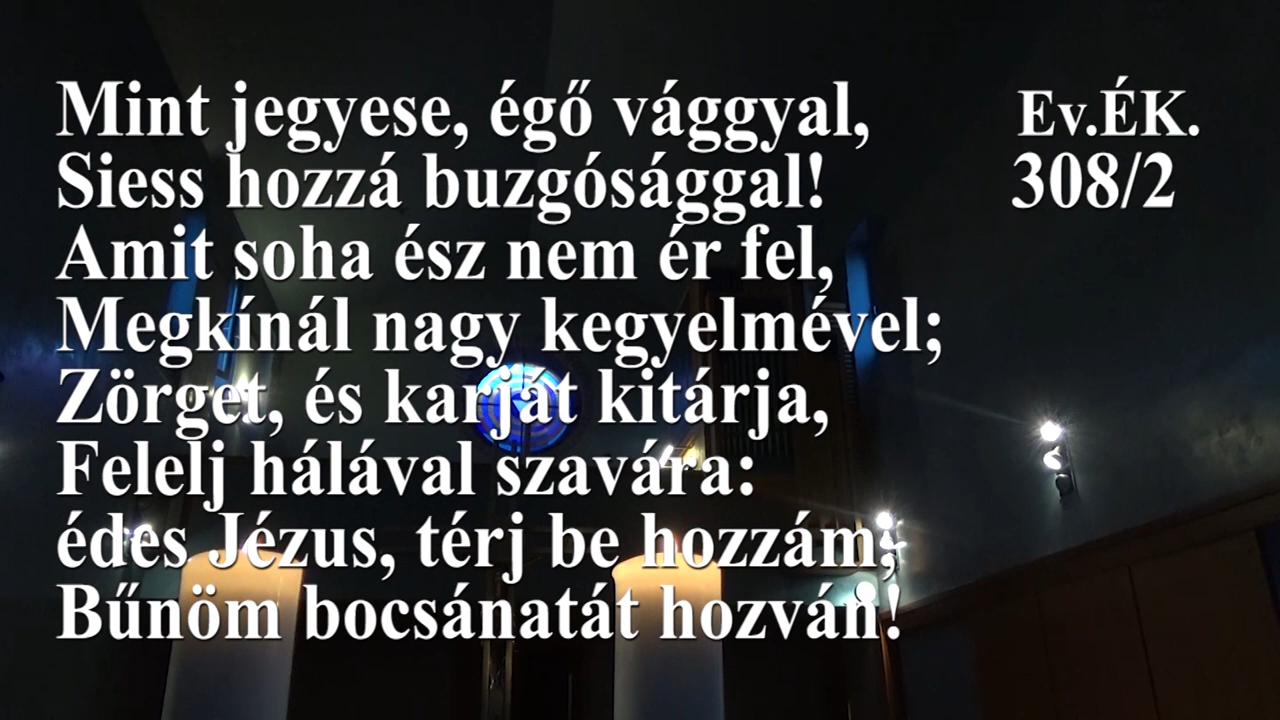 Mint jegyese, égő vággyal,
Siess hozzá buzgósággal!
Amit soha ész nem ér fel,
Megkínál nagy kegyelmével;
Zörget, és karját kitárja,
Felelj hálával szavára:
édes Jézus, térj be hozzám,
Bűnöm bocsánatát hozván!
Ev.ÉK.
308/2